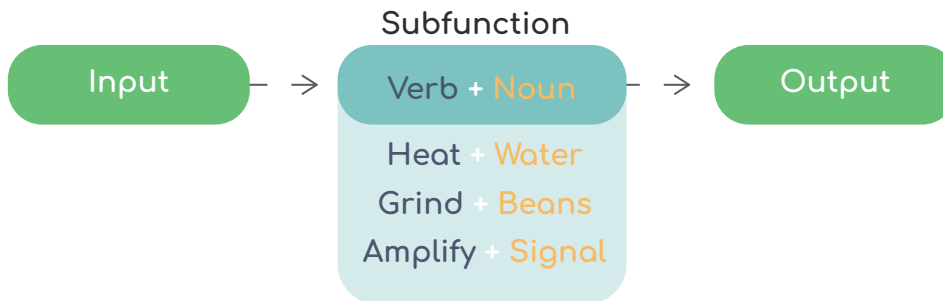 Subfunction
Input
Verb + Noun
Output
Heat + Water
Grind + Beans
Amplify + Signal